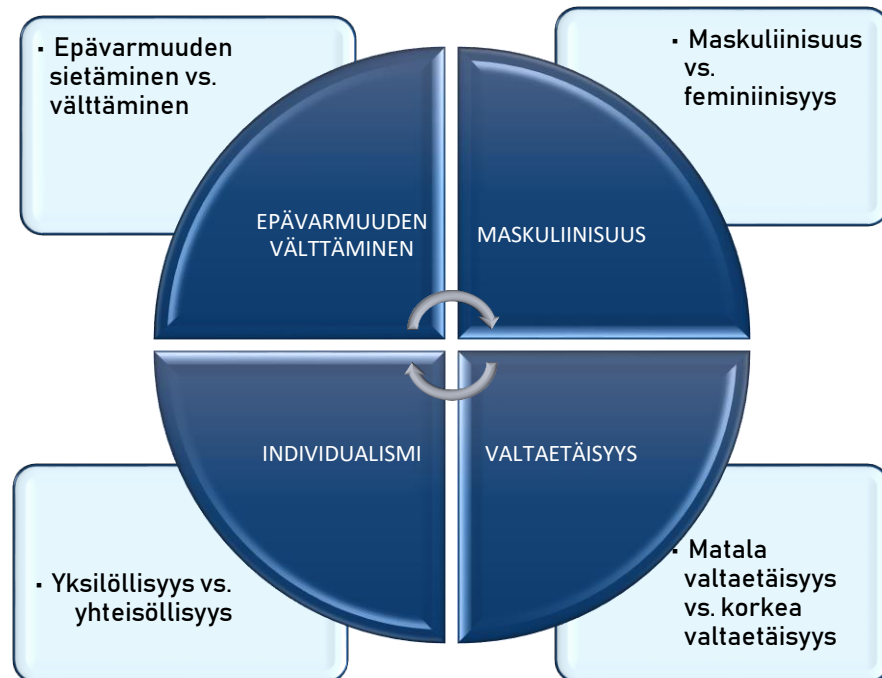 ▪ Epävarmuuden
sietäminen vs.
välttäminen
▪ Maskuliinisuus
vs.
feminiinisyys
EPÄVARMUUDEN
VÄLTTÄMINEN
MASKULIINISUUS
INDIVIDUALISMI
VALTAETÄISYYS
▪ Yksilöllisyys vs.
yhteisöllisyys
▪ Matala
valtaetäisyys
vs. korkea
valtaetäisyys